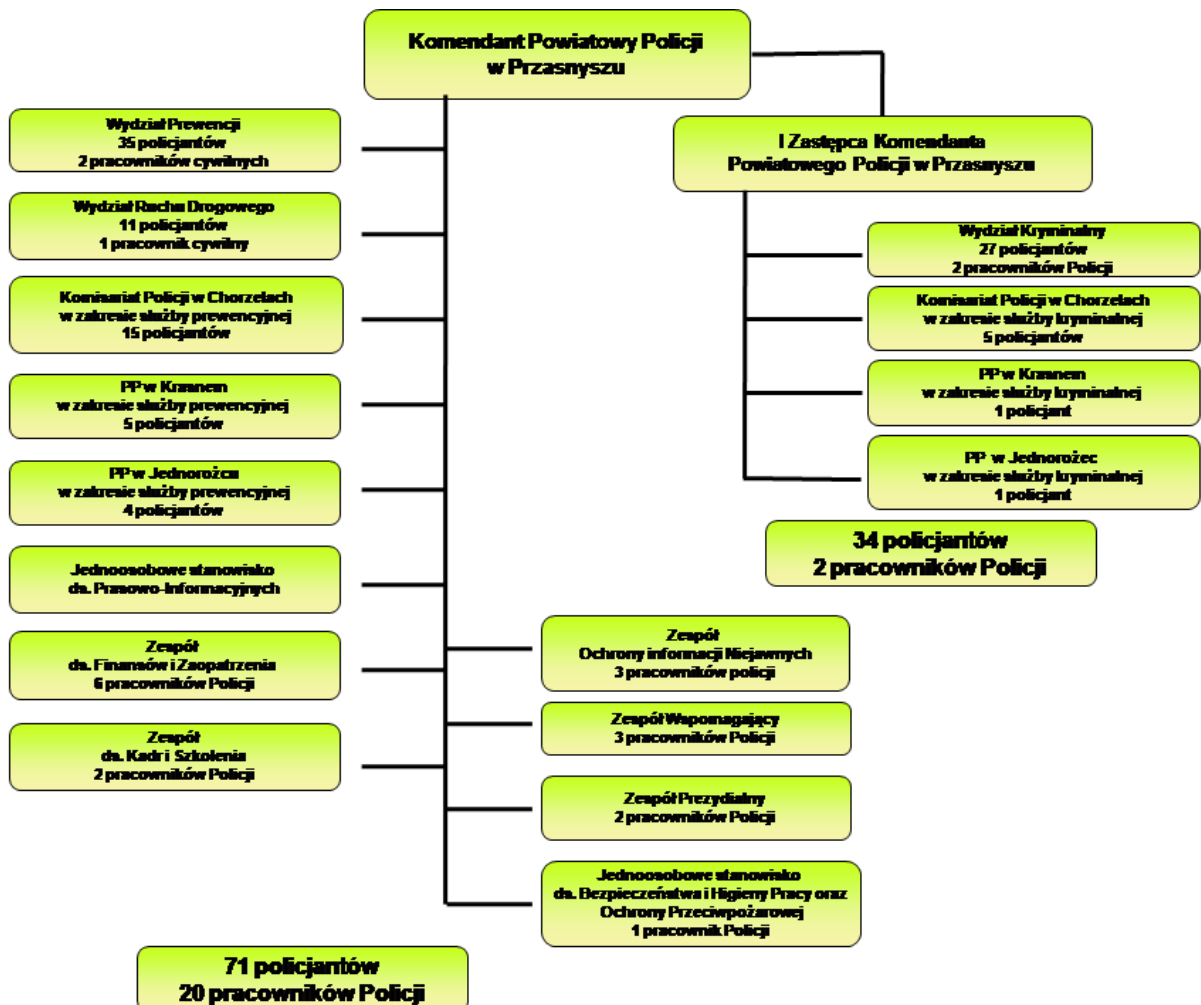 Komendant Powiatowy Policji
w Przasnyszu
I Zastępca Komendanta
Powiatowego Policji w Przasnyszu
Wydział Prewencji
35 policjantów
2 pracowników cywilnych
Wydział Ruchu Drogowego
11 policjantów
1 pracownik cywilny
Komisariat Policji w Chorzelach
w zakresie służby prewencyjnej
15 policjantów
PP w Krasnem
w zakresie służby prewencyjnej
5 policjantów
PP w Jednorożcu
w zakresie służby prewencyjnej
4 policjantów
Jednoosobowe stanowisko
ds. Prasowo-Informacyjnych
Zespół
ds. Finansów i Zaopatrzenia
6 pracowników Policji
Zespół
ds. Kadr i Szkolenia
2 pracowników Policji
Wydział Kryminalny
27 policjantów
2 pracowników Policji
Komisariat Policji w Chorzelach
w zakresie służby kryminalnej
5 policjantów
PP w Krasnem
w zakresie służby kryminalnej
1 policjant
PP w Jednorożec
w zakresie służby kryminalnej
1 policjant
34 policjantów
2 pracowników Policji
Zespół
Ochrony informacji Niejawnych
3 pracowników policji
Zespół Wspomagający
3 pracowników Policji
Zespół Prezydialny
2 pracowników Policji
Jednoosobowe stanowisko
ds. Bezpieczeństwa i Higieny Pracy oraz
Ochrony Przeciwpożarowej
1 pracownik Policji
71 policjantów
20 pracowników Policji